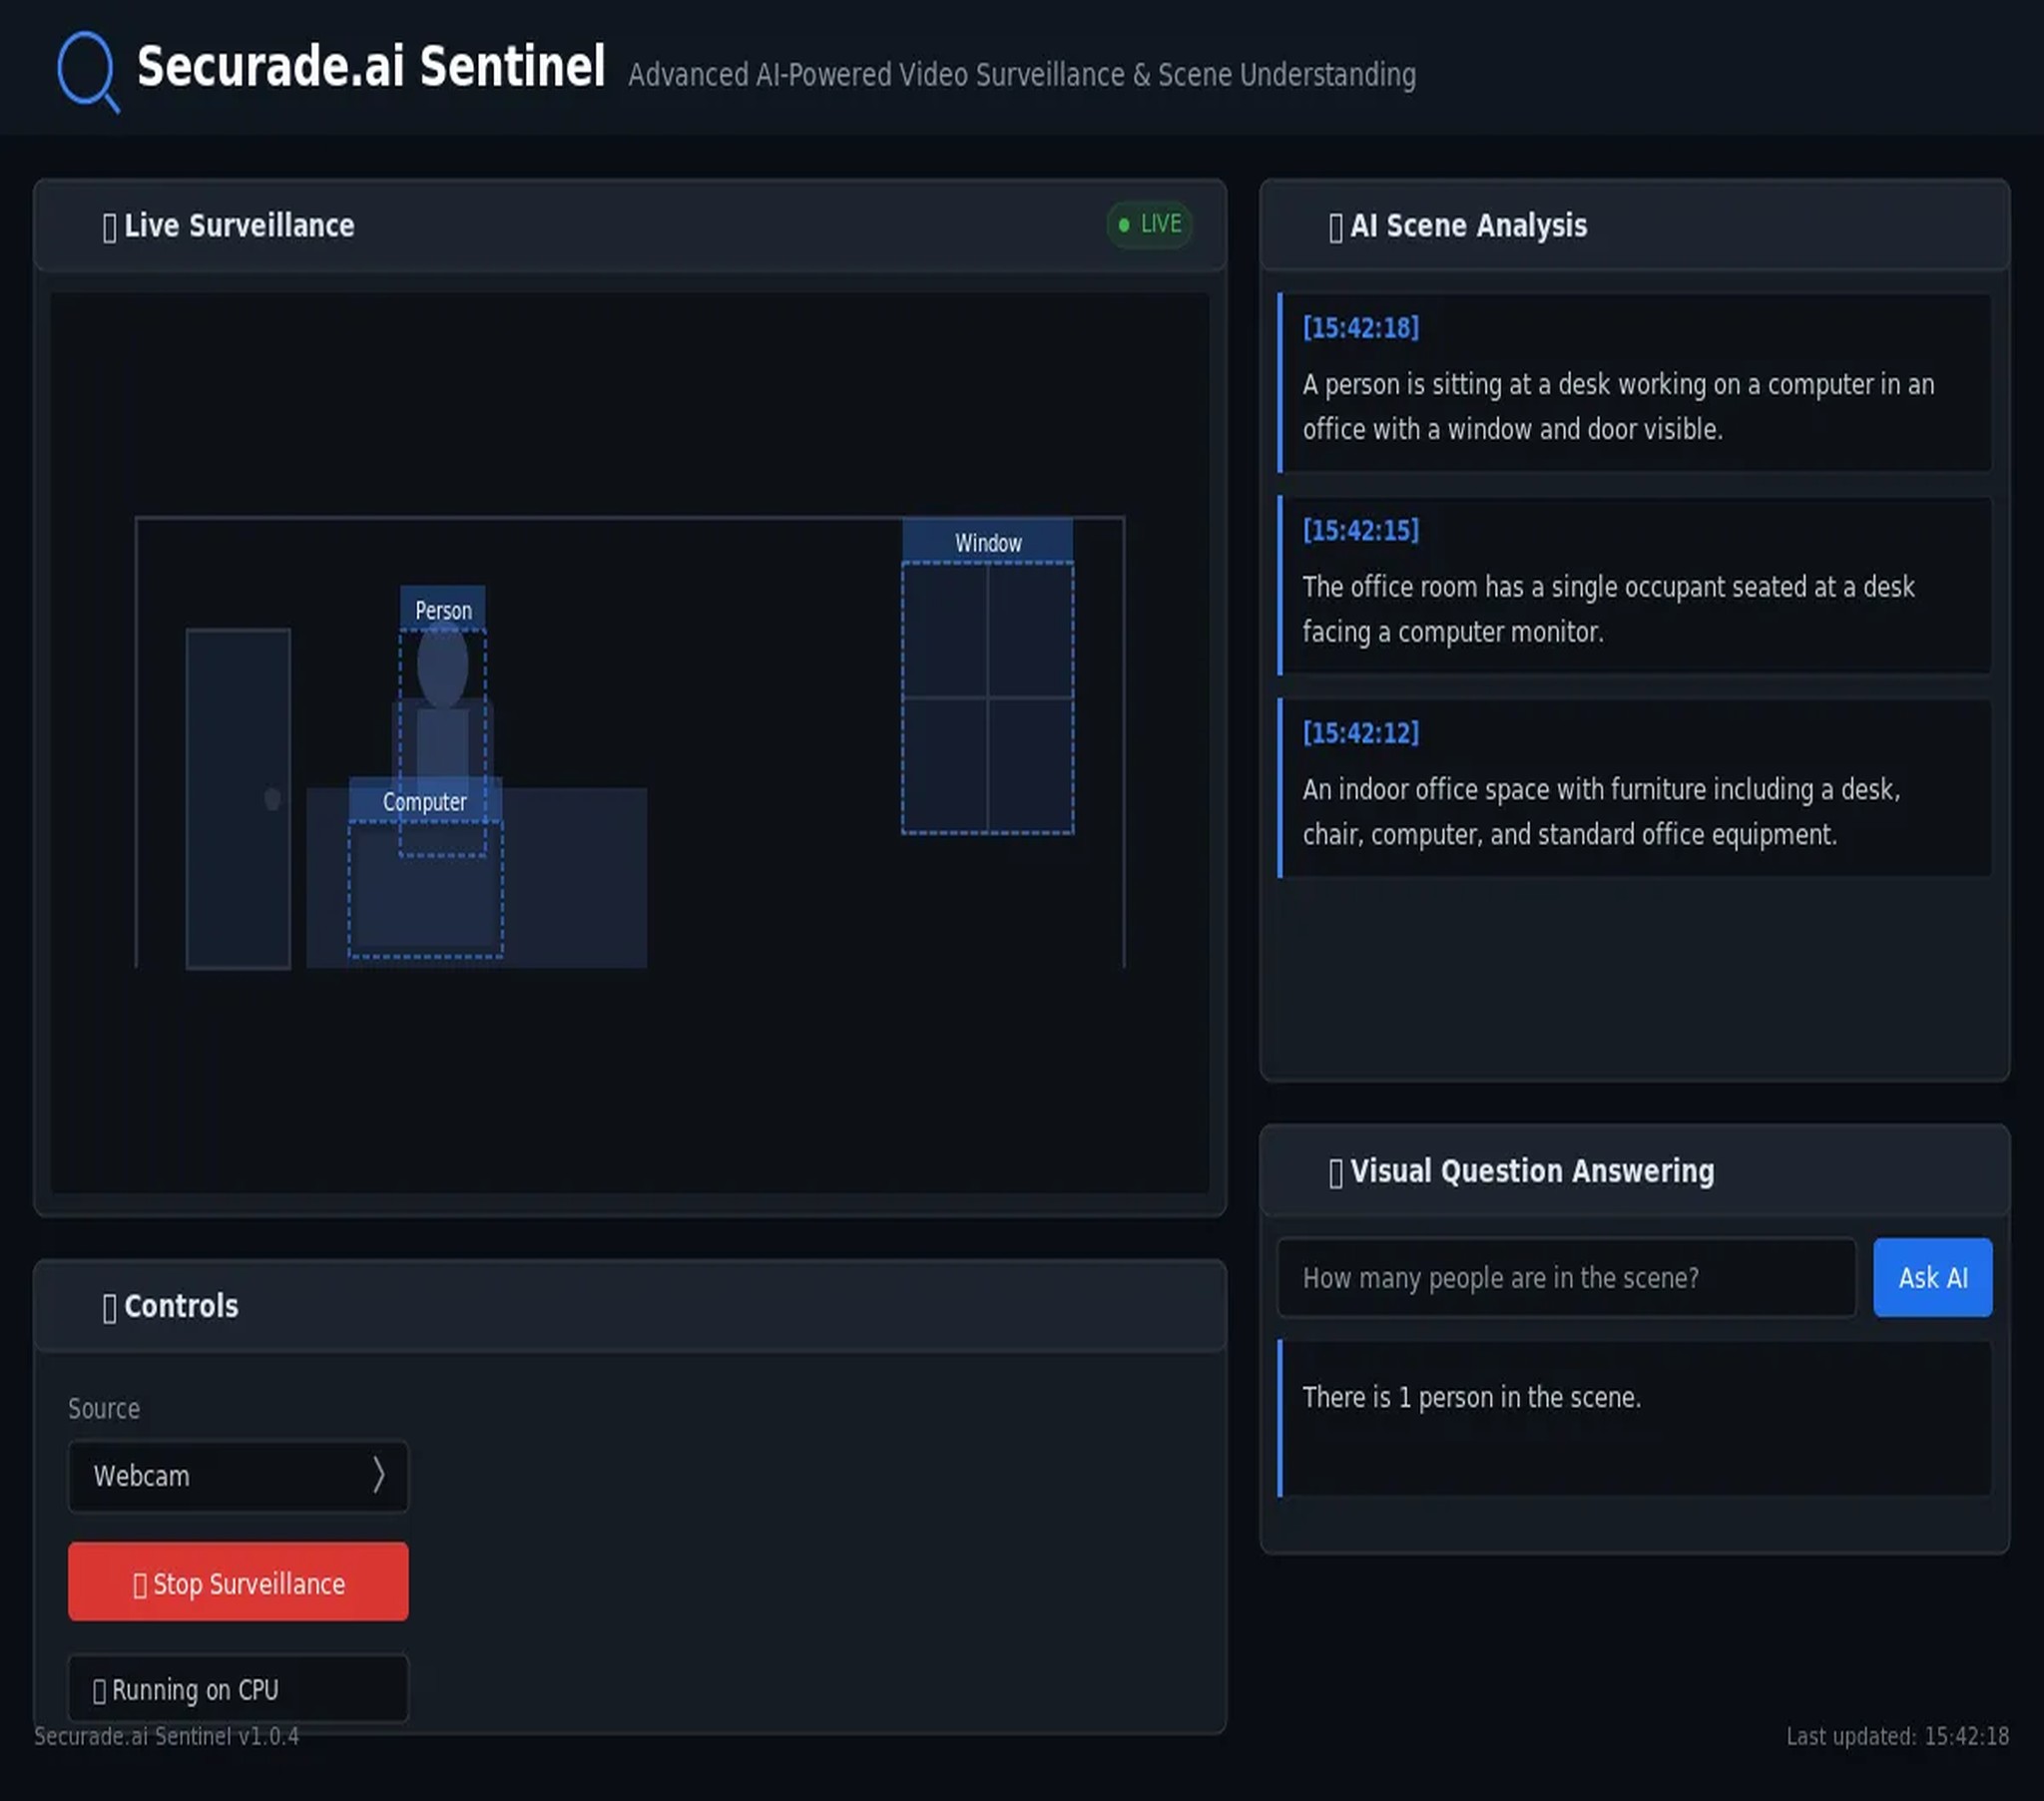 Securade.ai Sentinel
Advanced AI-Powered Video Surveillance & Scene Understanding
Live Surveillance
LIVE
Window
Person
Computer
Controls
Source
Webcam
Stop Surveillance
Running on CPU
AI Scene Analysis
[15:42:18]
A person is sitting at a desk working on a computer in an
office with a window and door visible.
[15:42:15]
The office room has a single occupant seated at a desk
facing a computer monitor.
[15:42:12]
An indoor office space with furniture including a desk,
chair, computer, and standard office equipment.
Visual Question Answering
How many people are in the scene?
Ask AI
There is 1 person in the scene.
Securade.ai Sentinel v1.0.4
Last updated: 15:42:18